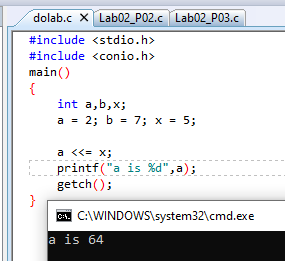 dolab.c Lab02_P02.c Lab02_P03.c
#include <stdio.h>
#include <conio.h>
main()
{
int a,b,x;
a = 2; b = 7; x = 5;
a <<= x;
printf("a is %d",a);
getch();
}
C:\WINDOWS\system32\cmd.exe
a is 64